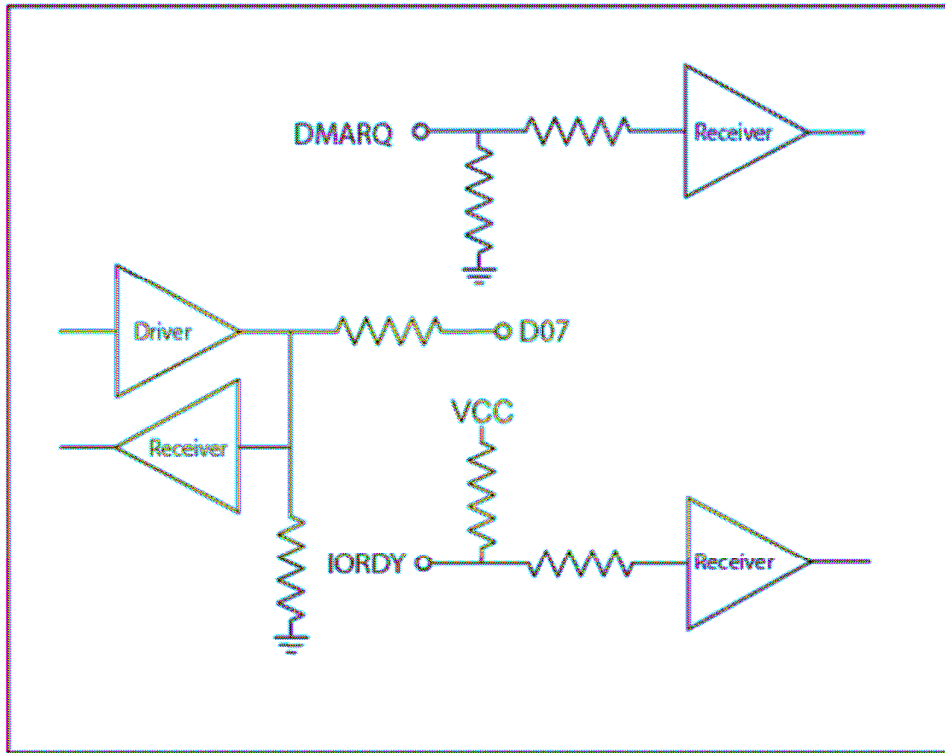 DMARQ
Receiver
Driver
D07
Receiver
VCC
IORDY
Receiver